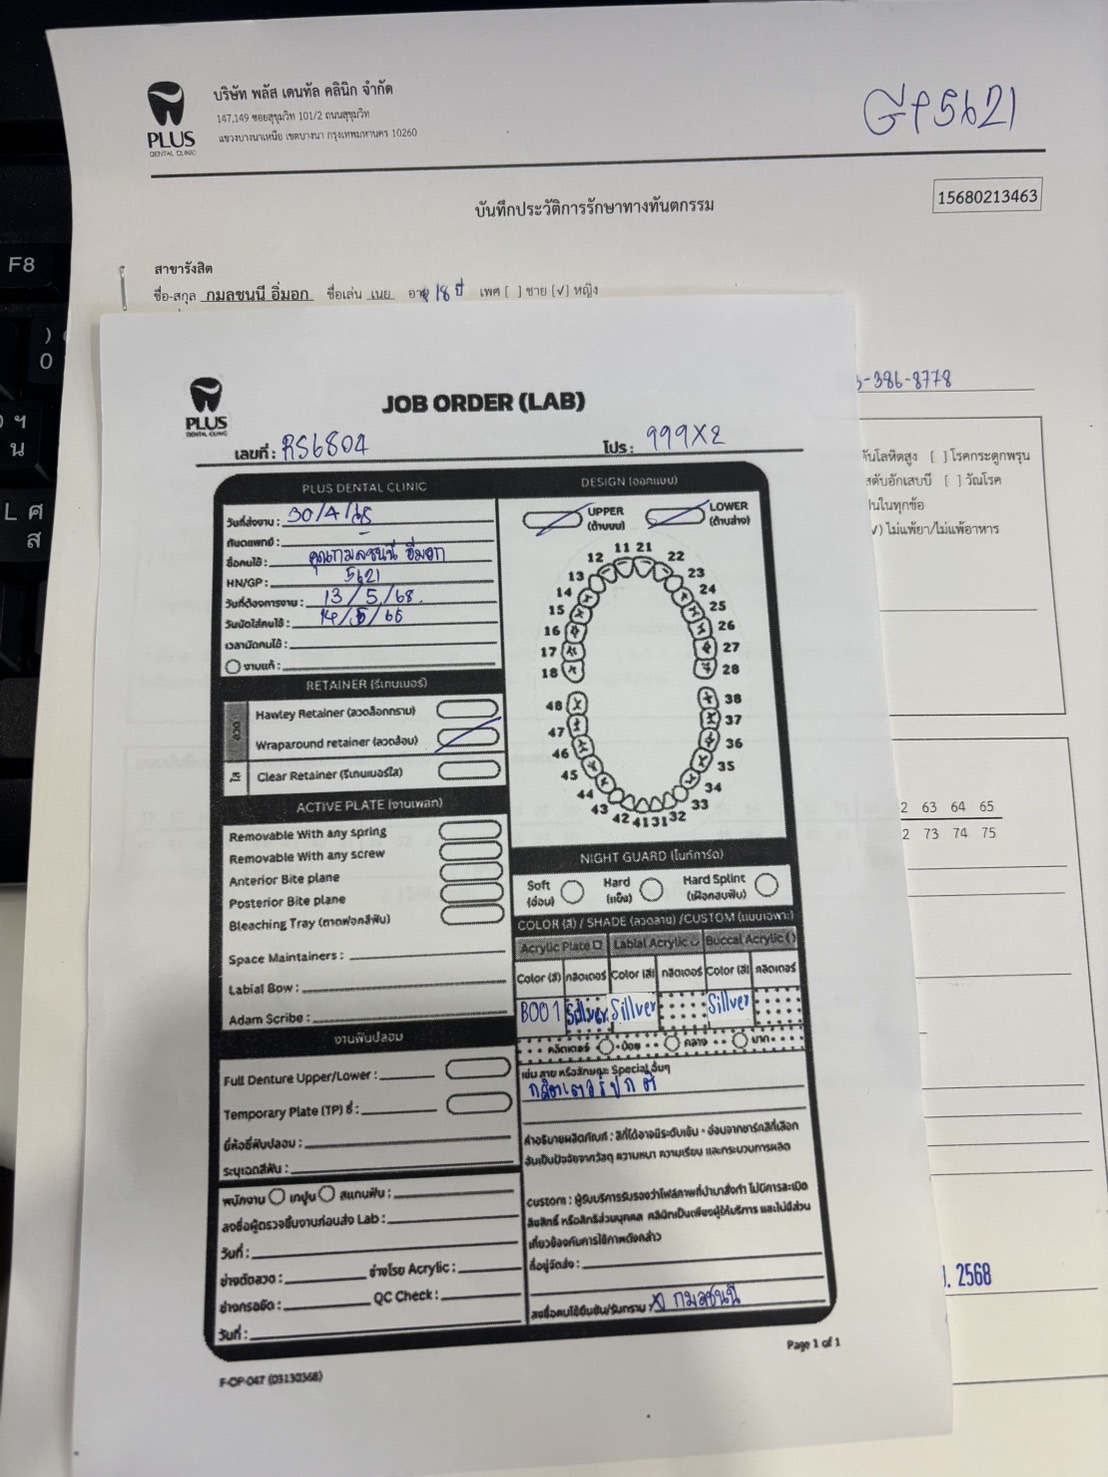 PLUS
DENTAL CLINIC
บริษัท พลัส เดนทัล คลินิก จำกัด
147,149 ซอยสุขุมวิท 101/2 ถนนสุขุมวิท
แขวงบางนาเหนือ เขตบางนา กรุงเทพมหานคร 10260
GP5621
บันทึกประวัติการรักษาทางทันตกรรม
15680213463
สาขารังสิต
ชื่อ-สกุล กมลชนนี อิ่มอก ชื่อเล่น เนย อายุ 18 ปี เพศ [ ] ชาย [√] หญิง
-386-8778
[ ] โรคกระดูกพรุน
[ ] วัณโรค
) ไม่แพ้ยา/ไม่แพ้อาหาร
2 63 64 65
2 73 74 75
. 2568
F8
PLUS
DENTAL CLINIC
JOB ORDER (LAB)
เลขที่ : RS6804
โปร : 999X2
PLUS DENTAL CLINIC
วันที่ส่งงาน : 30/4/68
ทันตแพทย์ : -
ชื่อคนไข้ : คุณกมลชนนี อิ่มอก
HN/GP : 5621
วันที่ต้องการงาน : 13/5/68.
วันนัดใส่คนไข้ :
เวลานัดคนไข้ :
งานแก้ :
DESIGN (ออกแบบ)
UPPER (ด้านบน)
LOWER (ด้านล่าง)
11 21
12 22
13 23
14 24
15 25
16 26
17 27
18 28
48 38
47 37
46 36
45 35
44 34
43 33
42 41 31 32
RETAINER (รีเทนเนอร์)
ลวด
Hawley Retainer (ลวดล็อกกราม)
Wraparound retainer (ลวดล้อม)
ใส
Clear Retainer (รีเทนเนอร์ใส)
ACTIVE PLATE (งานเพลท)
Removable With any spring
Removable With any screw
Anterior Bite plane
Posterior Bite plane
Bleaching Tray (ถาดฟอกสีฟัน)
Space Maintainers :
Labial Bow :
Adam Scribe :
NIGHT GUARD (ไนท์การ์ด)
Soft (อ่อน)
Hard (แข็ง)
Hard Splint (เฝือกสบฟัน)
COLOR (สี) / SHADE (ลวดลาย) /CUSTOM (แบบเฉพาะ)
Acrylic Plate Labial Acrylic Buccal Acrylic
Color (สี) กลิตเตอร์ Color (สี) กลิตเตอร์ Color (สี) กลิตเตอร์
B001 Sillver Sillver Sillver
กลิตเตอร์ น้อย กลาง มาก
เช่น ลาย หรือลักษณะ Special อื่นๆ
กลิตเตอร์ปกติ
คำอธิบายผลิตภัณฑ์ : สีที่ได้อาจมีระดับเข้ม - อ่อนจากชาร์ทสีที่เลือก
อันเป็นปัจจัยจากวัสดุ ความหนา ความเรียบ และกระบวนการผลิต
Custom : ผู้รับบริการรับรองว่าไฟล์ภาพที่นำมาสั่งทำ ไม่มีการละเมิด
ลิขสิทธิ์ หรือสิทธิส่วนบุคคล คลินิกเป็นเพียงผู้ให้บริการ และไม่มีส่วน
เกี่ยวข้องกับการใช้ภาพดังกล่าว
ที่อยู่จัดส่ง :
ลงชื่อคนไข้ยืนยัน/รับทราบ : กมลชนนี
งานฟันปลอม
Full Denture Upper/Lower :
Temporary Plate (TP) ซี่ :
ยี่ห้อซี่ฟันปลอม :
ระบุเฉดสีฟัน :
พนักงาน เทปูน สแกนฟัน :
ลงชื่อผู้ตรวจชิ้นงานก่อนส่ง Lab :
วันที่ :
ช่างดัดลวด : ช่างโรย Acrylic :
ช่างกรอขัด : QC Check :
วันที่ :
Page 1 of 1
F-OP-047 (03130368)